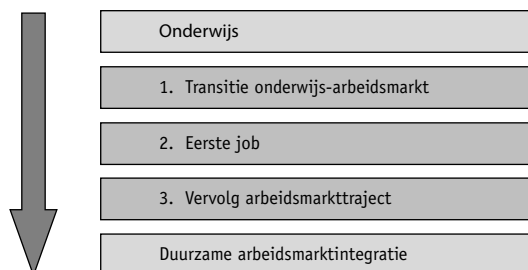 Onderwijs
1. Transitie onderwijs-arbeidsmarkt
2. Eerste job
3. Vervolg arbeidsmarkttraject
Duurzame arbeidsmarktintegratie